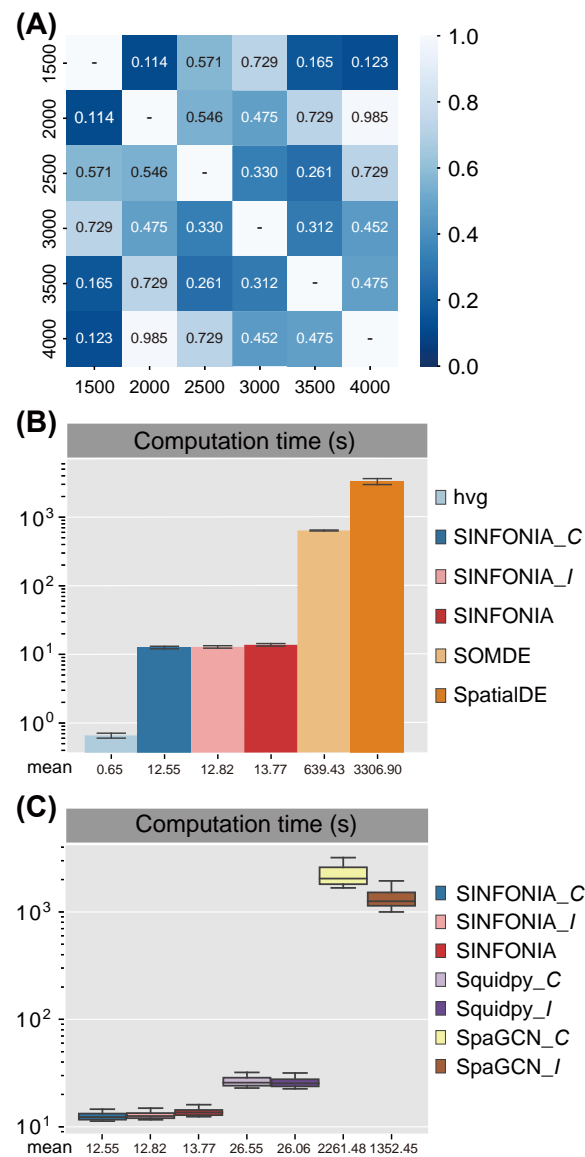 (A)
1500 - 0.114 0.571 0.729 0.165 0.123
2000 0.114 - 0.546 0.475 0.729 0.985
2500 0.571 0.546 - 0.330 0.261 0.729
3000 0.729 0.475 0.330 - 0.312 0.452
3500 0.165 0.729 0.261 0.312 - 0.475
4000 0.123 0.985 0.729 0.452 0.475 -
1500 2000 2500 3000 3500 4000
1.0
0.8
0.6
0.4
0.2
0.0
(B)
Computation time (s)
10³
10²
10¹
10⁰
mean 0.65 12.55 12.82 13.77 639.43 3306.90
hvg
SINFONIA_C
SINFONIA_I
SINFONIA
SOMDE
SpatialDE
(C)
Computation time (s)
10³
10²
10¹
mean 12.55 12.82 13.77 26.55 26.06 2261.48 1352.45
SINFONIA_C
SINFONIA_I
SINFONIA
Squidpy_C
Squidpy_I
SpaGCN_C
SpaGCN_I